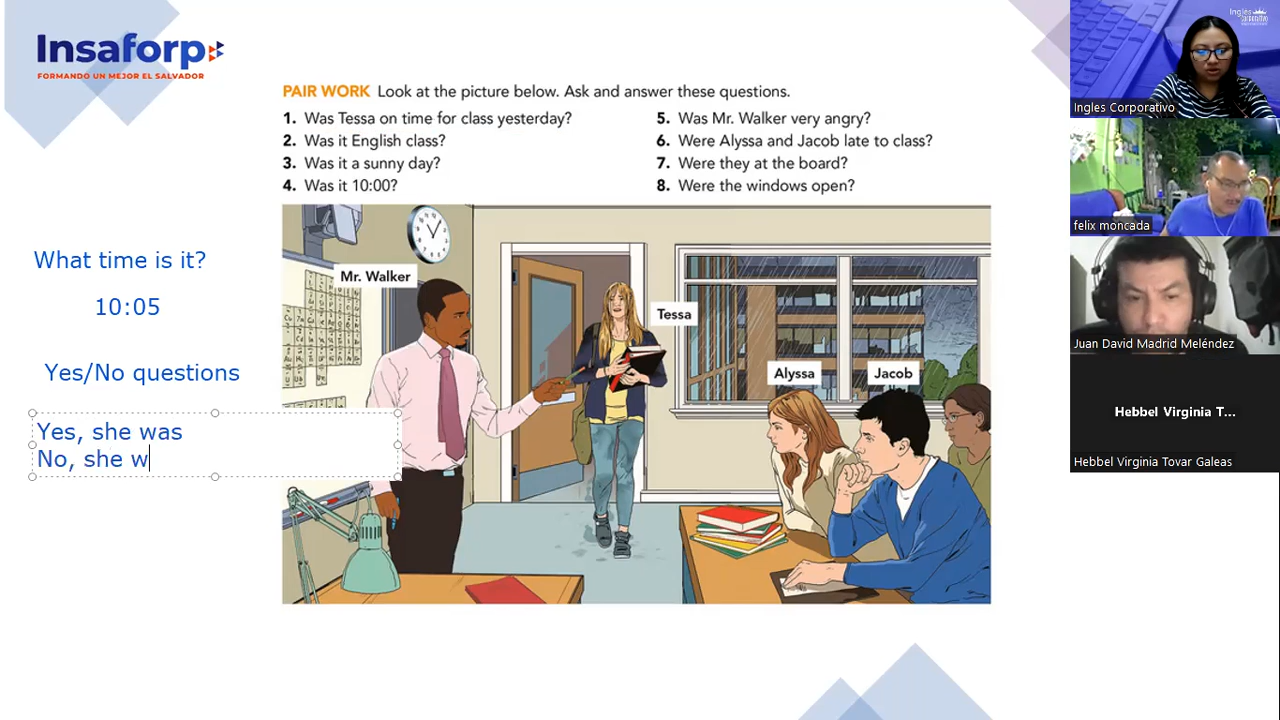 Insaforp
FORMANDO UN MEJOR EL SALVADOR
PAIR WORK Look at the picture below. Ask and answer these questions.
1. Was Tessa on time for class yesterday?
2. Was it English class?
3. Was it a sunny day?
4. Was it 10:00?
5. Was Mr. Walker very angry?
6. Were Alyssa and Jacob late to class?
7. Were they at the board?
8. Were the windows open?
What time is it?
10:05
Yes/No questions
Yes, she was
No, she w
Mr. Walker
Tessa
Alyssa
Jacob
Ingles
Ingles Corporativo
felix moncada
Juan David Madrid Meléndez
Hebbel Virginia T...
Hebbel Virginia Tovar Galeas